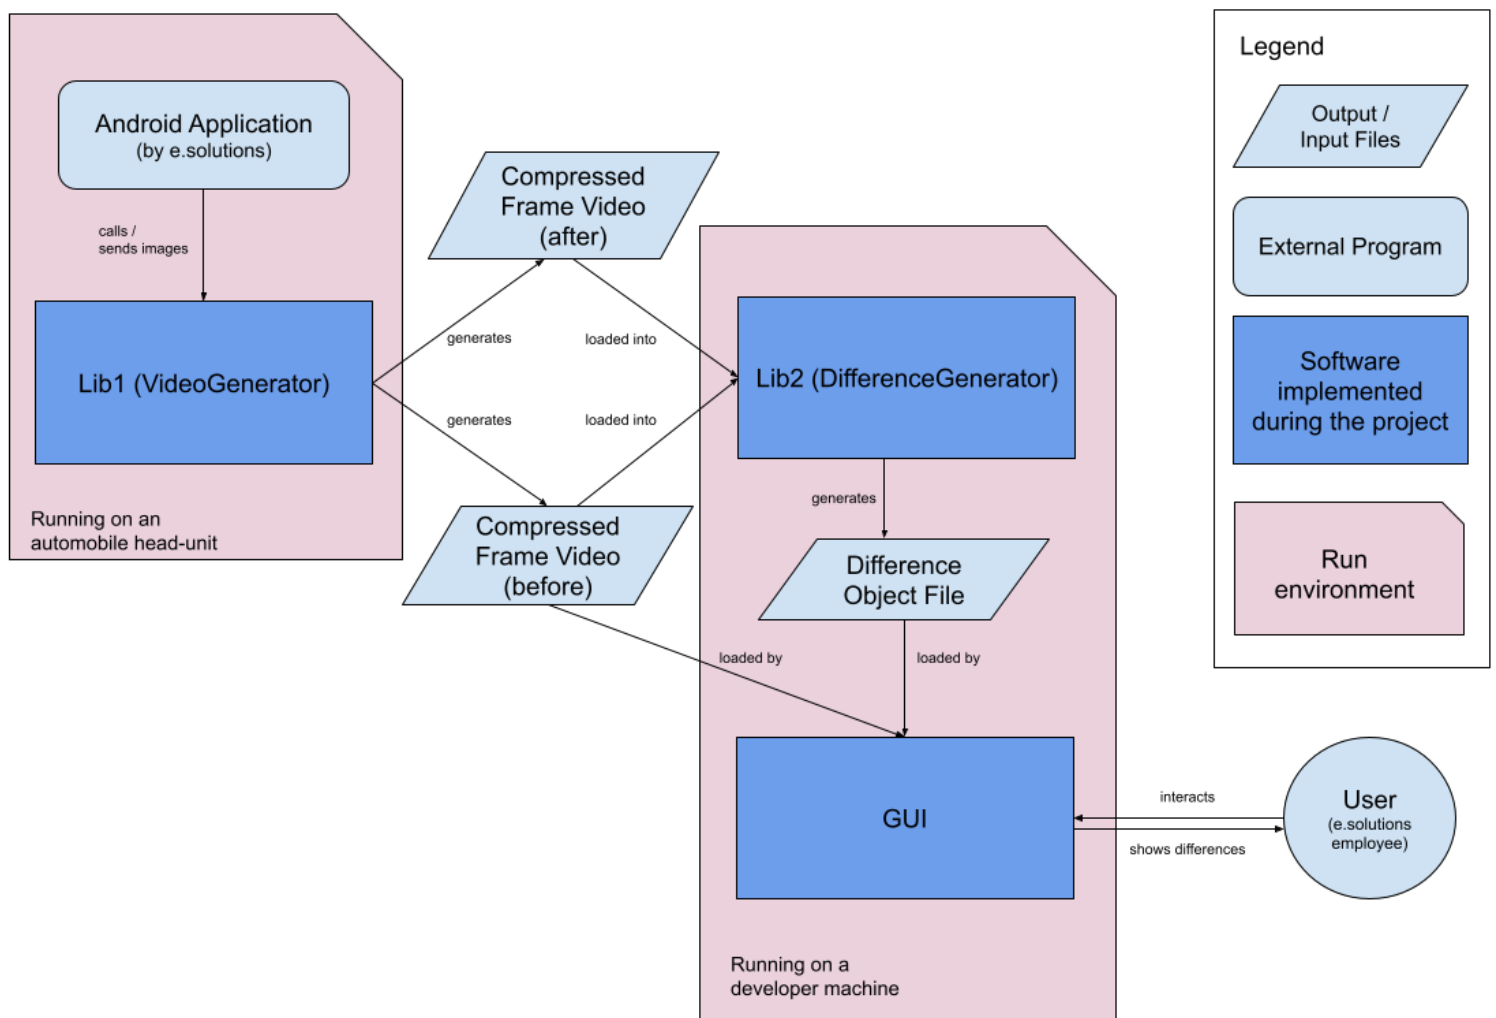 Android Application
(by e.solutions)
calls /
sends images
Lib1 (VideoGenerator)
Running on an
automobile head-unit
Compressed
Frame Video
(after)
generates
loaded into
generates
loaded into
Compressed
Frame Video
(before)
Lib2 (DifferenceGenerator)
generates
Difference
Object File
loaded by
loaded by
GUI
Running on a
developer machine
interacts
shows differences
User
(e.solutions
employee)
Legend
Output /
Input Files
External Program
Software
implemented
during the project
Run
environment